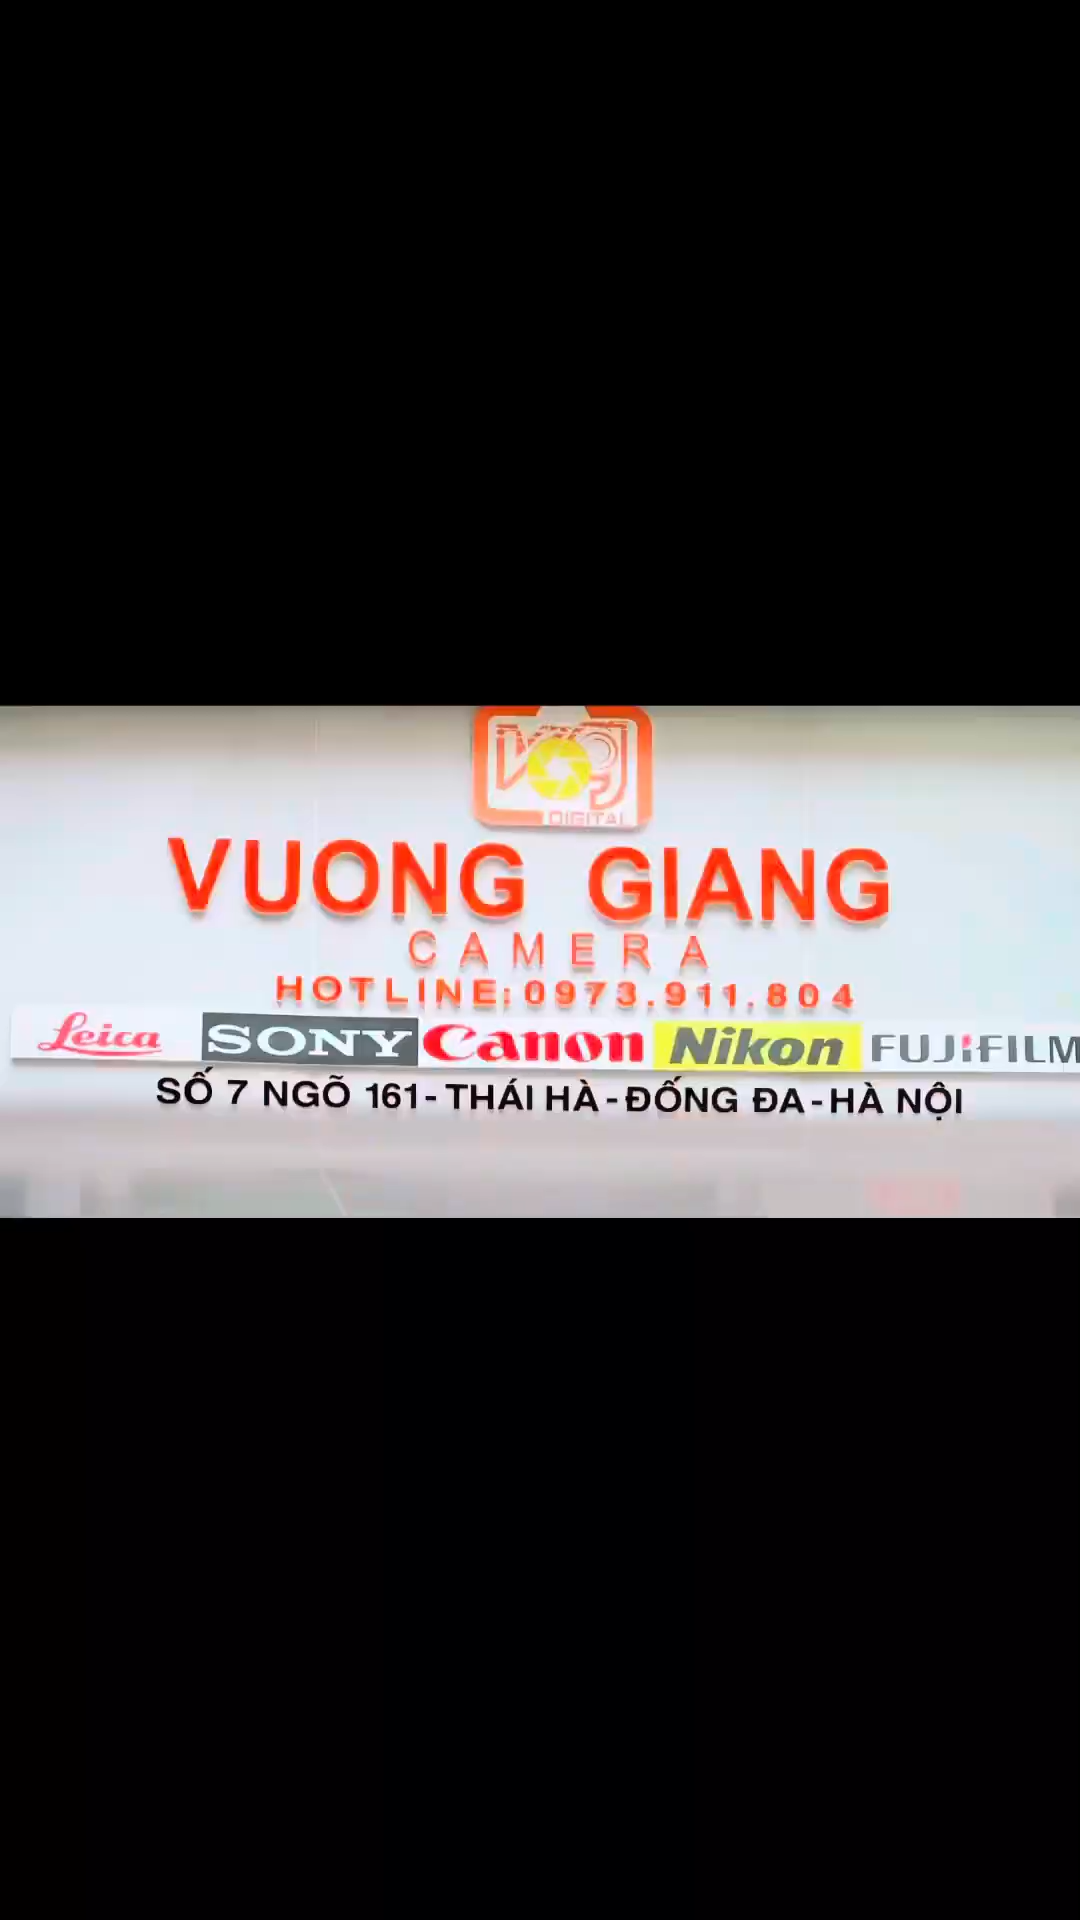 vg
DIGITAL
VUONG GIANG
CAMERA
HOTLINE: 0973.911.804
Leica SONY Canon Nikon FUJIFILM
SỐ 7 NGÕ 161- THÁI HÀ - ĐỐNG ĐA - HÀ NỘI